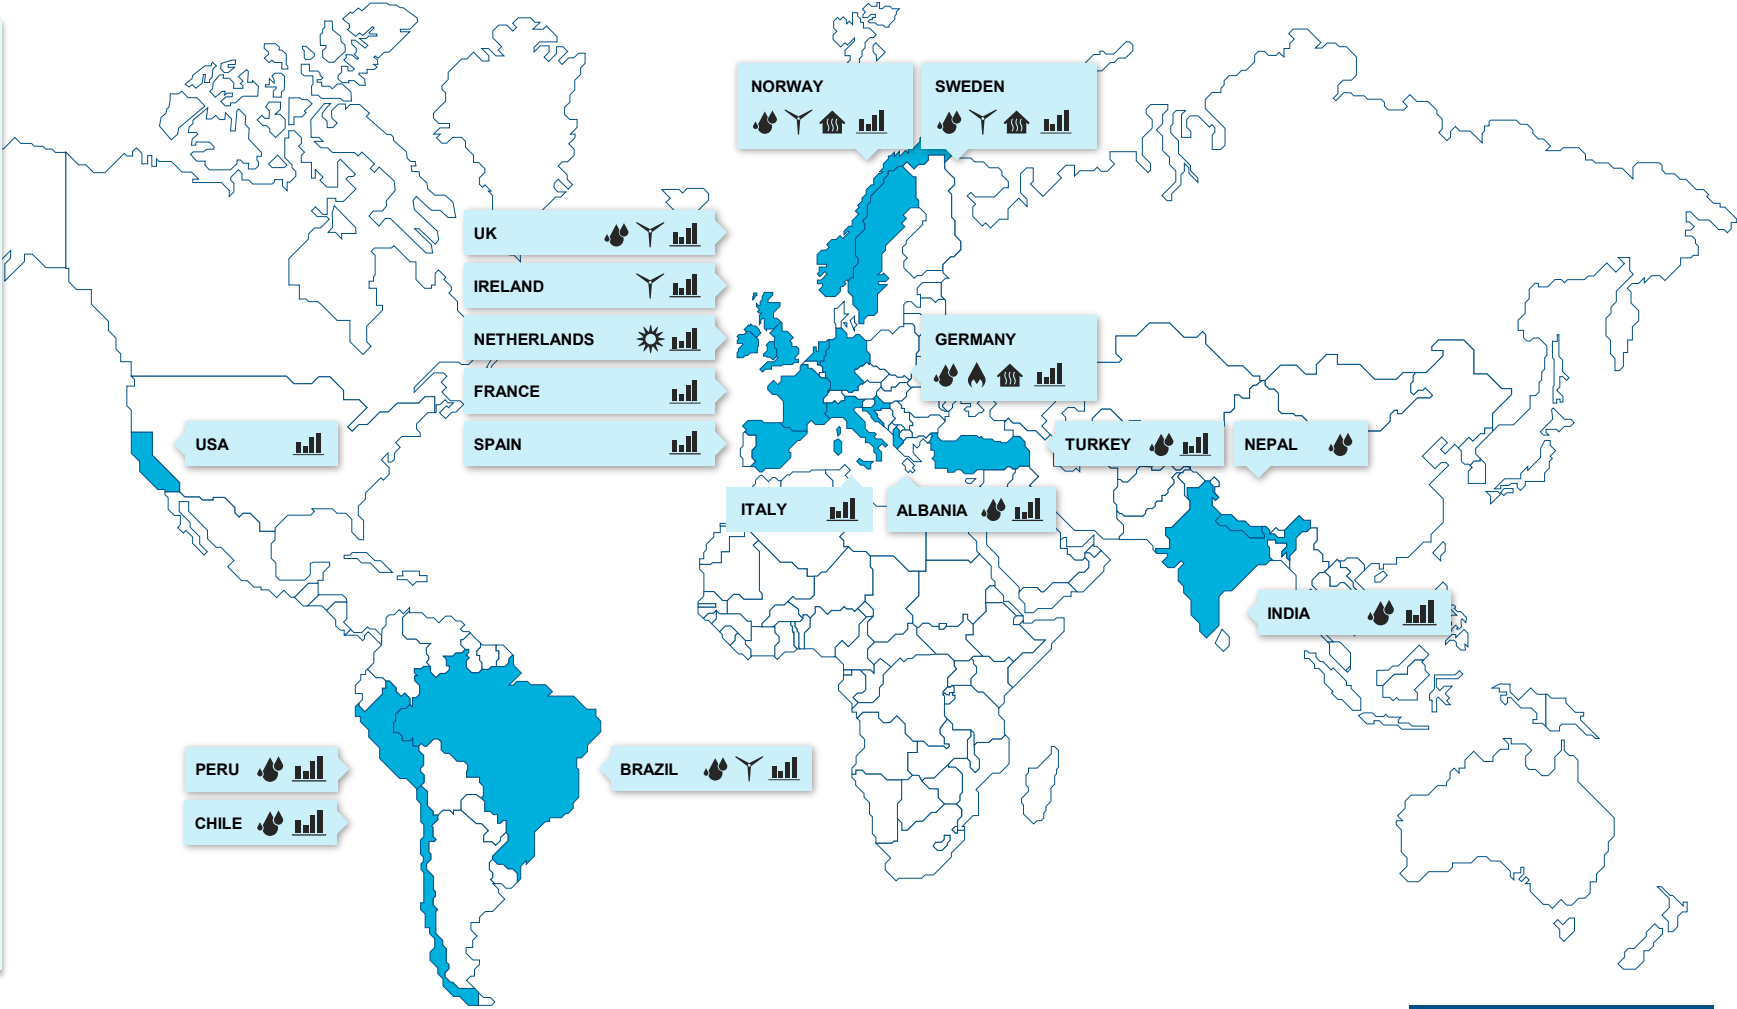 NORWAY
SWEDEN
UK
IRELAND
NETHERLANDS
GERMANY
FRANCE
USA
SPAIN
TURKEY
NEPAL
ITALY
ALBANIA
INDIA
PERU
BRAZIL
CHILE